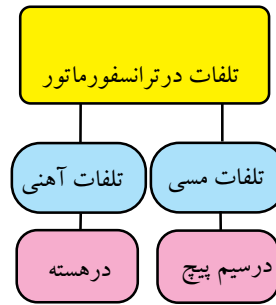 تلفات درترانسفورماتور
تلفات مسی
تلفات آهنی
درسیم پیچ
درهسته